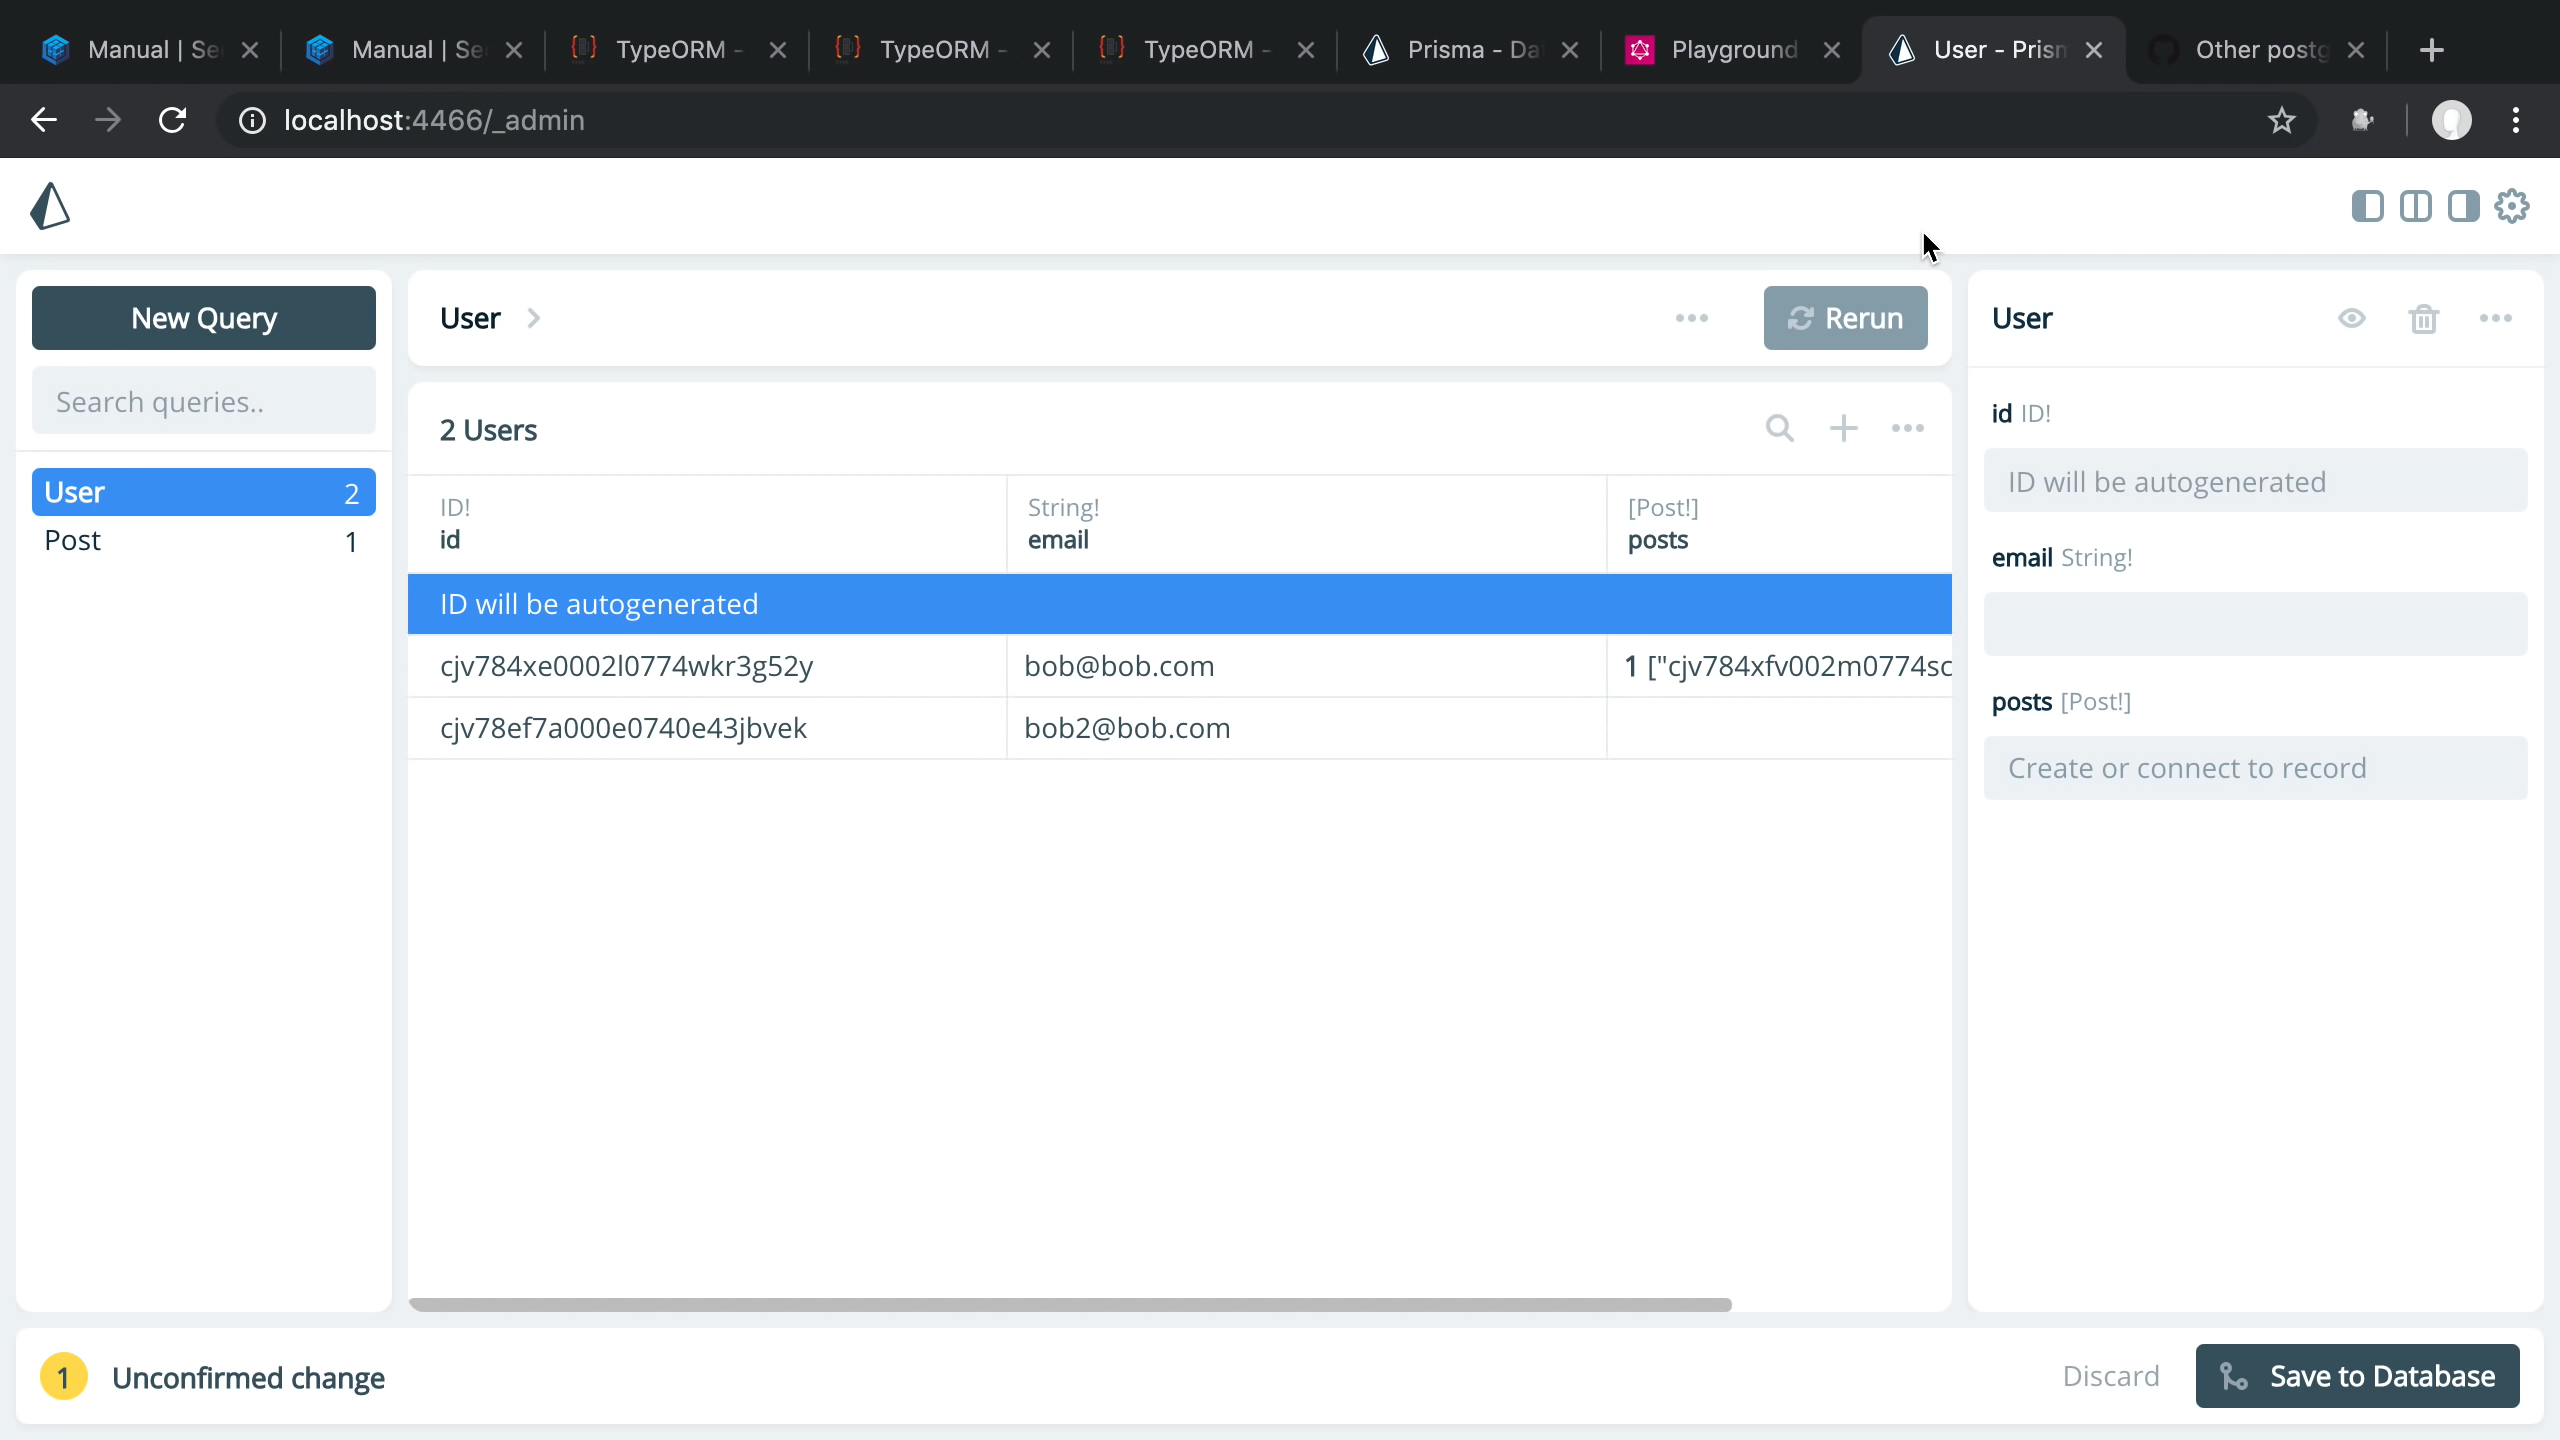 Manual | Se
Manual | Se
TypeORM -
TypeORM -
TypeORM -
Prisma - Da
Playground
User - Prism
Other postg
localhost:4466/_admin
New Query
Search queries..
User 2
Post 1
User
Rerun
2 Users
ID!
id
String!
email
[Post!]
posts
ID will be autogenerated
cjv784xe0002l0774wkr3g52y bob@bob.com 1 ["cjv784xfv002m0774sc
cjv78ef7a000e0740e43jbvek bob2@bob.com
User
id ID!
ID will be autogenerated
email String!
posts [Post!]
Create or connect to record
1 Unconfirmed change
Discard
Save to Database